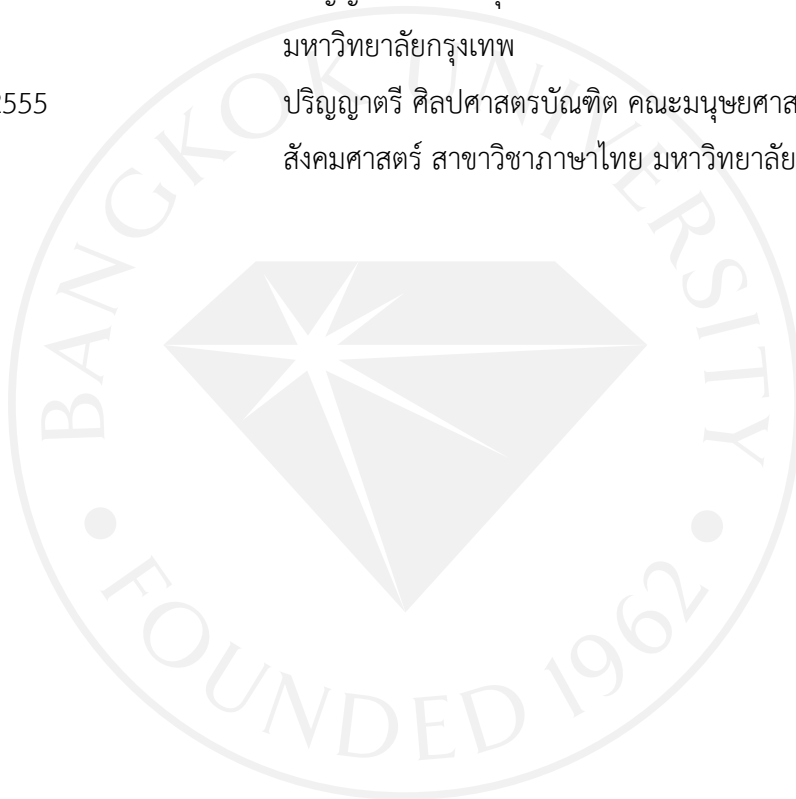 มหาวิทยาลัยกรุงเทพ
2555 ปริญญาตรี ศิลปศาสตรบัณฑิต คณะมนุษยศาส
สังคมศาสตร์ สาขาวิชาภาษาไทย มหาวิทยาลัย
BANGKOK UNIVERSITY
FOUNDED 1962